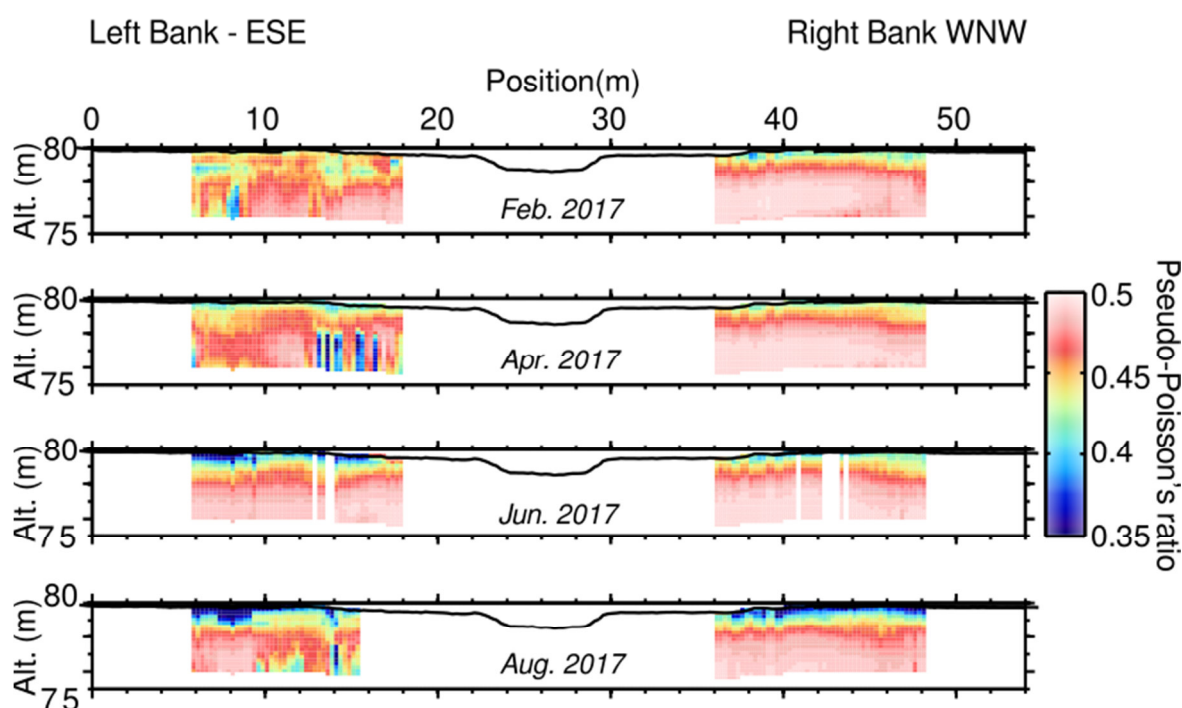 Left Bank - ESE Right Bank WNW
Position(m)
0 10 20 30 40 50
80
Alt. (m)
75
Feb. 2017
80
Alt. (m)
75
Apr. 2017
80
Alt. (m)
75
Jun. 2017
80
Alt. (m)
75
Aug. 2017
0.5
0.45
0.4
0.35
Pseudo-Poisson's ratio